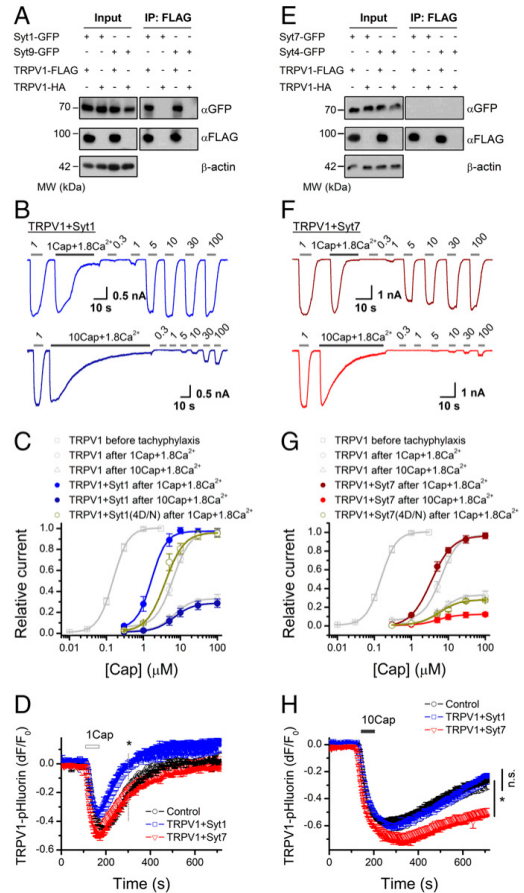 A
Input IP: FLAG
Syt1-GFP + + - - + + - -
Syt9-GFP - - + + - - + +
TRPV1-FLAG + - + - + - + -
TRPV1-HA - + - + - + - +
70 αGFP
100 αFLAG
42 β-actin
MW (kDa)
E
Input IP: FLAG
Syt7-GFP + + - - + + - -
Syt4-GFP - - + + - - + +
TRPV1-FLAG + - + - + - + -
TRPV1-HA - + - + - + - +
70 αGFP
100 αFLAG
42 β-actin
MW (kDa)
B
TRPV1+Syt1
1 1Cap+1.8Ca2+ 0.3 1 5 10 30 100
10 s 0.5 nA
1 10Cap+1.8Ca2+ 0.3 1 5 10 30 100
10 s 0.5 nA
F
TRPV1+Syt7
1 1Cap+1.8Ca2+ 0.3 1 5 10 30 100
10 s 1 nA
1 10Cap+1.8Ca2+ 0.3 1 5 10 30 100
10 s 1 nA
C
TRPV1 before tachyphylaxis
TRPV1 after 1Cap+1.8Ca2+
TRPV1 after 10Cap+1.8Ca2+
TRPV1+Syt1 after 1Cap+1.8Ca2+
TRPV1+Syt1 after 10Cap+1.8Ca2+
TRPV1+Syt1(4D/N) after 1Cap+1.8Ca2+
Relative current
1.0
0.8
0.6
0.4
0.2
0.0
0.01 0.1 1 10 100
[Cap] (μM)
G
TRPV1 before tachyphylaxis
TRPV1 after 1Cap+1.8Ca2+
TRPV1 after 10Cap+1.8Ca2+
TRPV1+Syt7 after 1Cap+1.8Ca2+
TRPV1+Syt7 after 10Cap+1.8Ca2+
TRPV1+Syt7(4D/N) after 1Cap+1.8Ca2+
Relative current
1.0
0.8
0.6
0.4
0.2
0.0
0.01 0.1 1 10 100
[Cap] (μM)
D
TRPV1-pHluorin (dF/F0)
0.2
0.0
-0.2
-0.4
-0.6
-0.8
-1.0
1Cap *
Control
TRPV1+Syt1
TRPV1+Syt7
0 200 400 600
Time (s)
H
TRPV1-pHluorin (dF/F0)
0.0
-0.2
-0.4
-0.6
10Cap
Control
TRPV1+Syt1
TRPV1+Syt7
n.s.
*
0 200 400 600
Time (s)